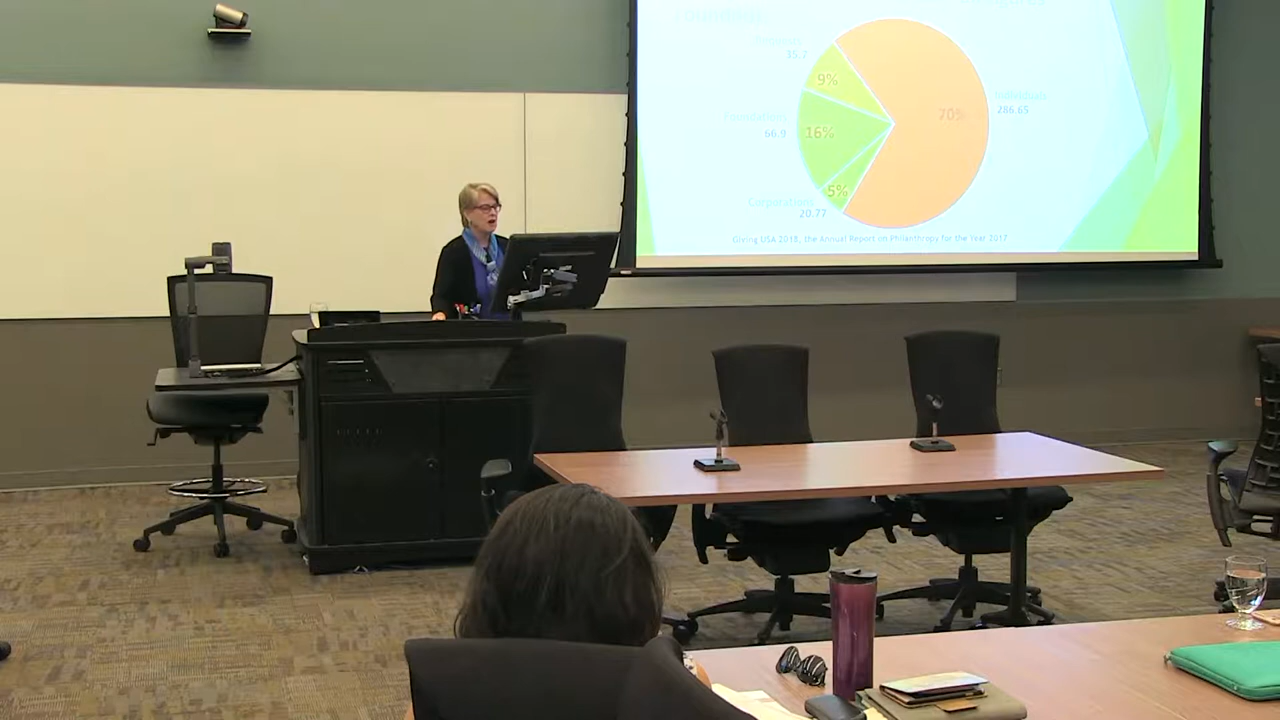 35.7
9%
Individuals
286.65
70%
Foundations
66.9
16%
5%
Corporations
20.77
Giving USA 2018, the Annual Report on Philanthropy for the Year 2017